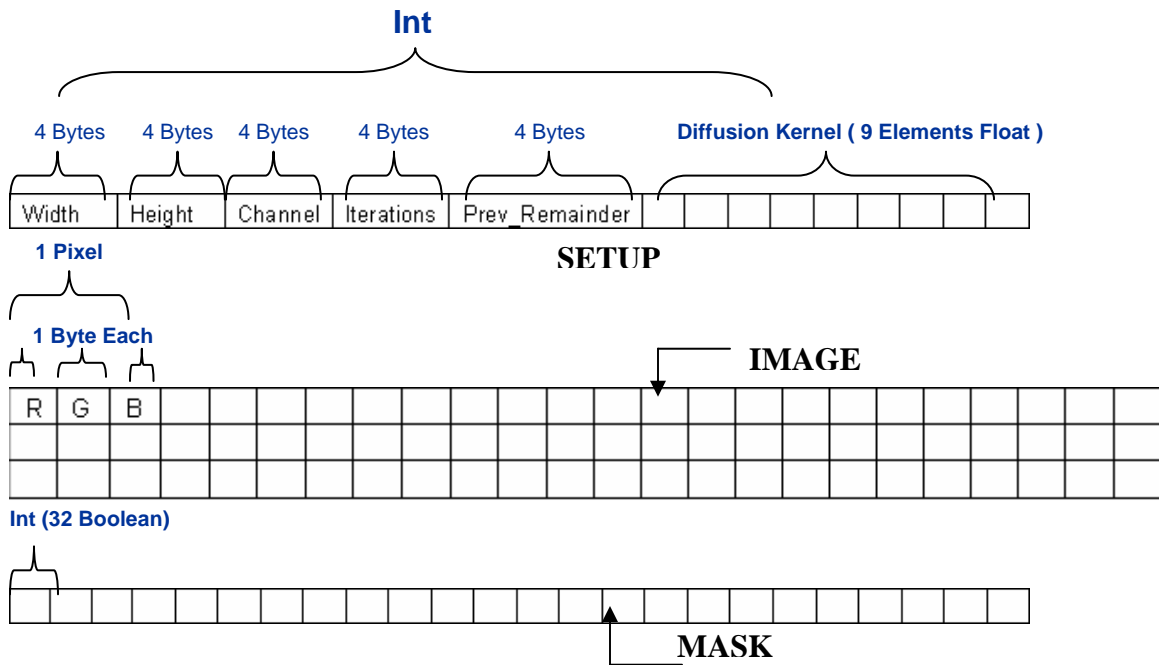 Int
4 Bytes 4 Bytes 4 Bytes 4 Bytes 4 Bytes Diffusion Kernel ( 9 Elements Float )
Width Height Channel Iterations Prev_Remainder
SETUP
1 Pixel
1 Byte Each
IMAGE
R G B
Int (32 Boolean)
MASK